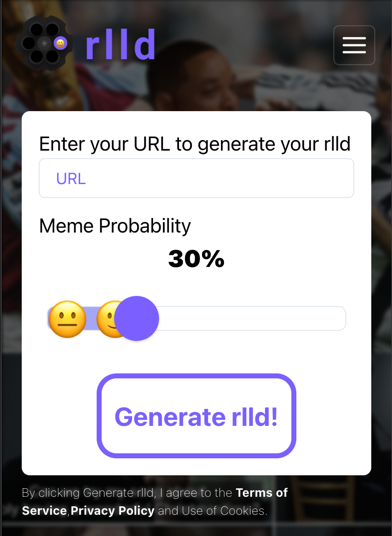 rlld
Enter your URL to generate your rlld
URL
Meme Probability
30%
Generate rlld!
By clicking Generate rlld, I agree to the Terms of
Service,Privacy Policy and Use of Cookies.